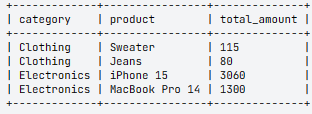 +-------------+----------------+--------------+
| category | product | total_amount |
+-------------+----------------+--------------+
| Clothing | Sweater | 115 |
| Clothing | Jeans | 80 |
| Electronics | iPhone 15 | 3060 |
| Electronics | MacBook Pro 14 | 1300 |
+-------------+----------------+--------------+